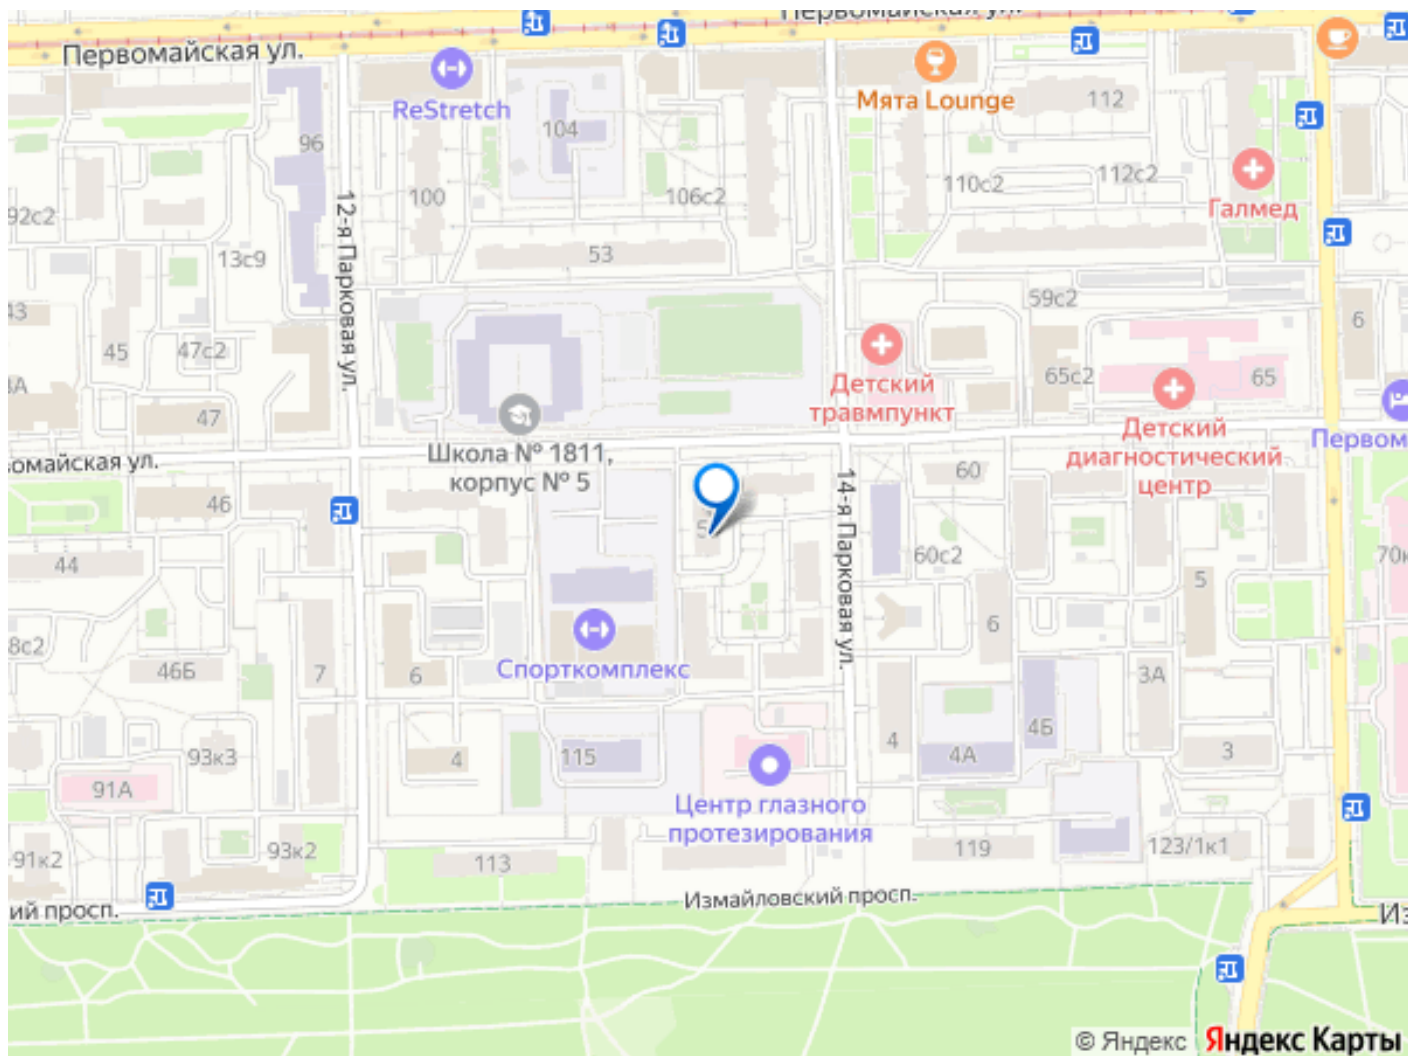 Первомайская ул.
Первомайская ул.
ReStretch
Мята Lounge
112
104
96
100
106с2
110с2
112с2
Галмед
92с2
12-я Парковая ул.
13с9
53
59с2
43
6
45
47с2
Детский
травмпункт
65с2
65
47
Школа № 1811,
корпус № 5
Детский
диагностический
центр
60
46
14-я Парковая ул.
44
60с2
5
6
46Б
7
6
Спорткомплекс
3А
4Б
93к3
4
115
4
4А
3
91А
Центр глазного
протезирования
93к2
91к2
113
119
123/1к1
Измайловский просп.
ий просп.
© Яндекс
Яндекс Карты